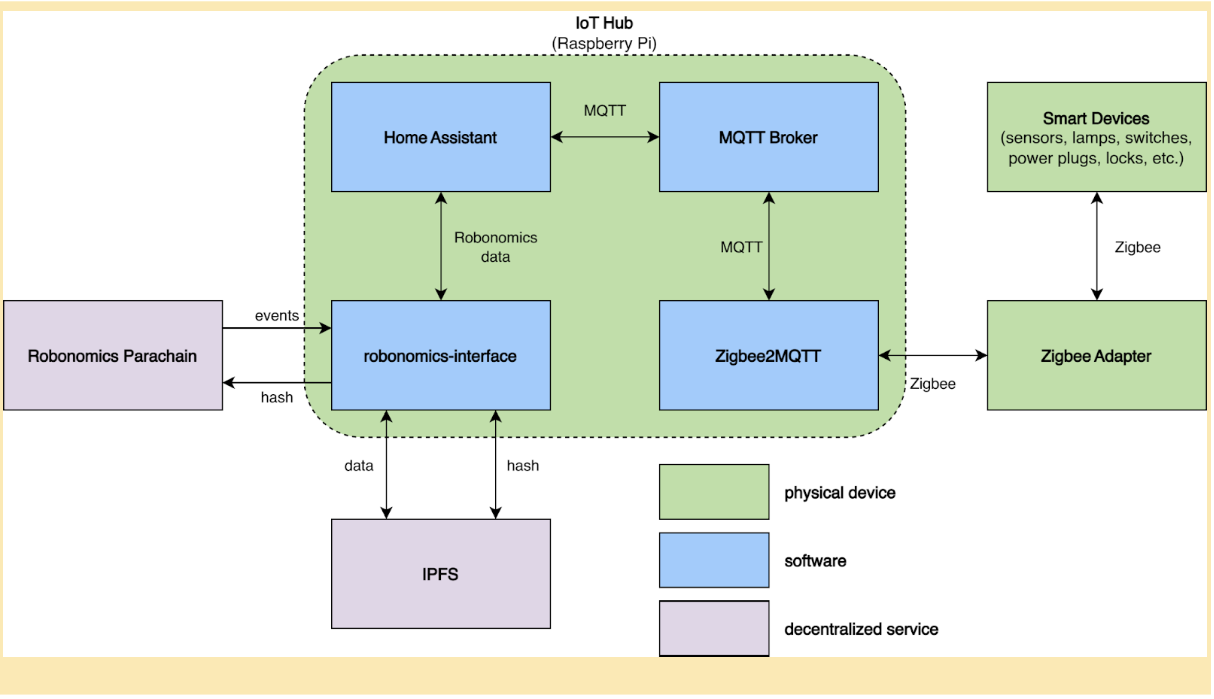 IoT Hub
(Raspberry Pi)
Home Assistant
MQTT
MQTT Broker
Smart Devices
(sensors, lamps, switches,
power plugs, locks, etc.)
Robonomics
data
MQTT
Zigbee
Robonomics Parachain
events
hash
robonomics-interface
Zigbee2MQTT
Zigbee
Zigbee Adapter
data
hash
IPFS
physical device
software
decentralized service